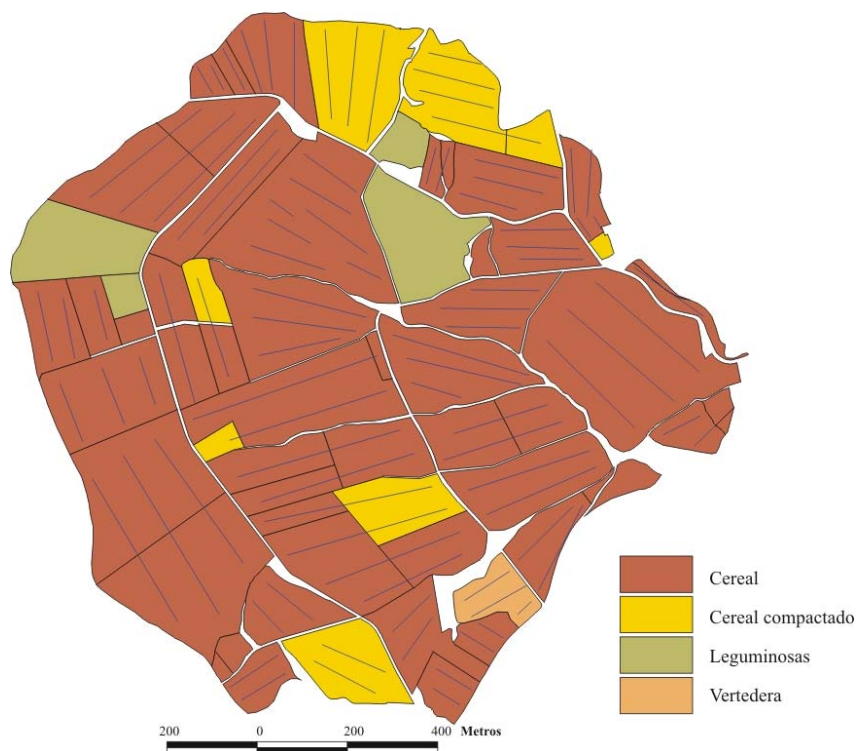 Cereal
Cereal compactado
Leguminosas
Vertedera
200 0 200 400 Metros